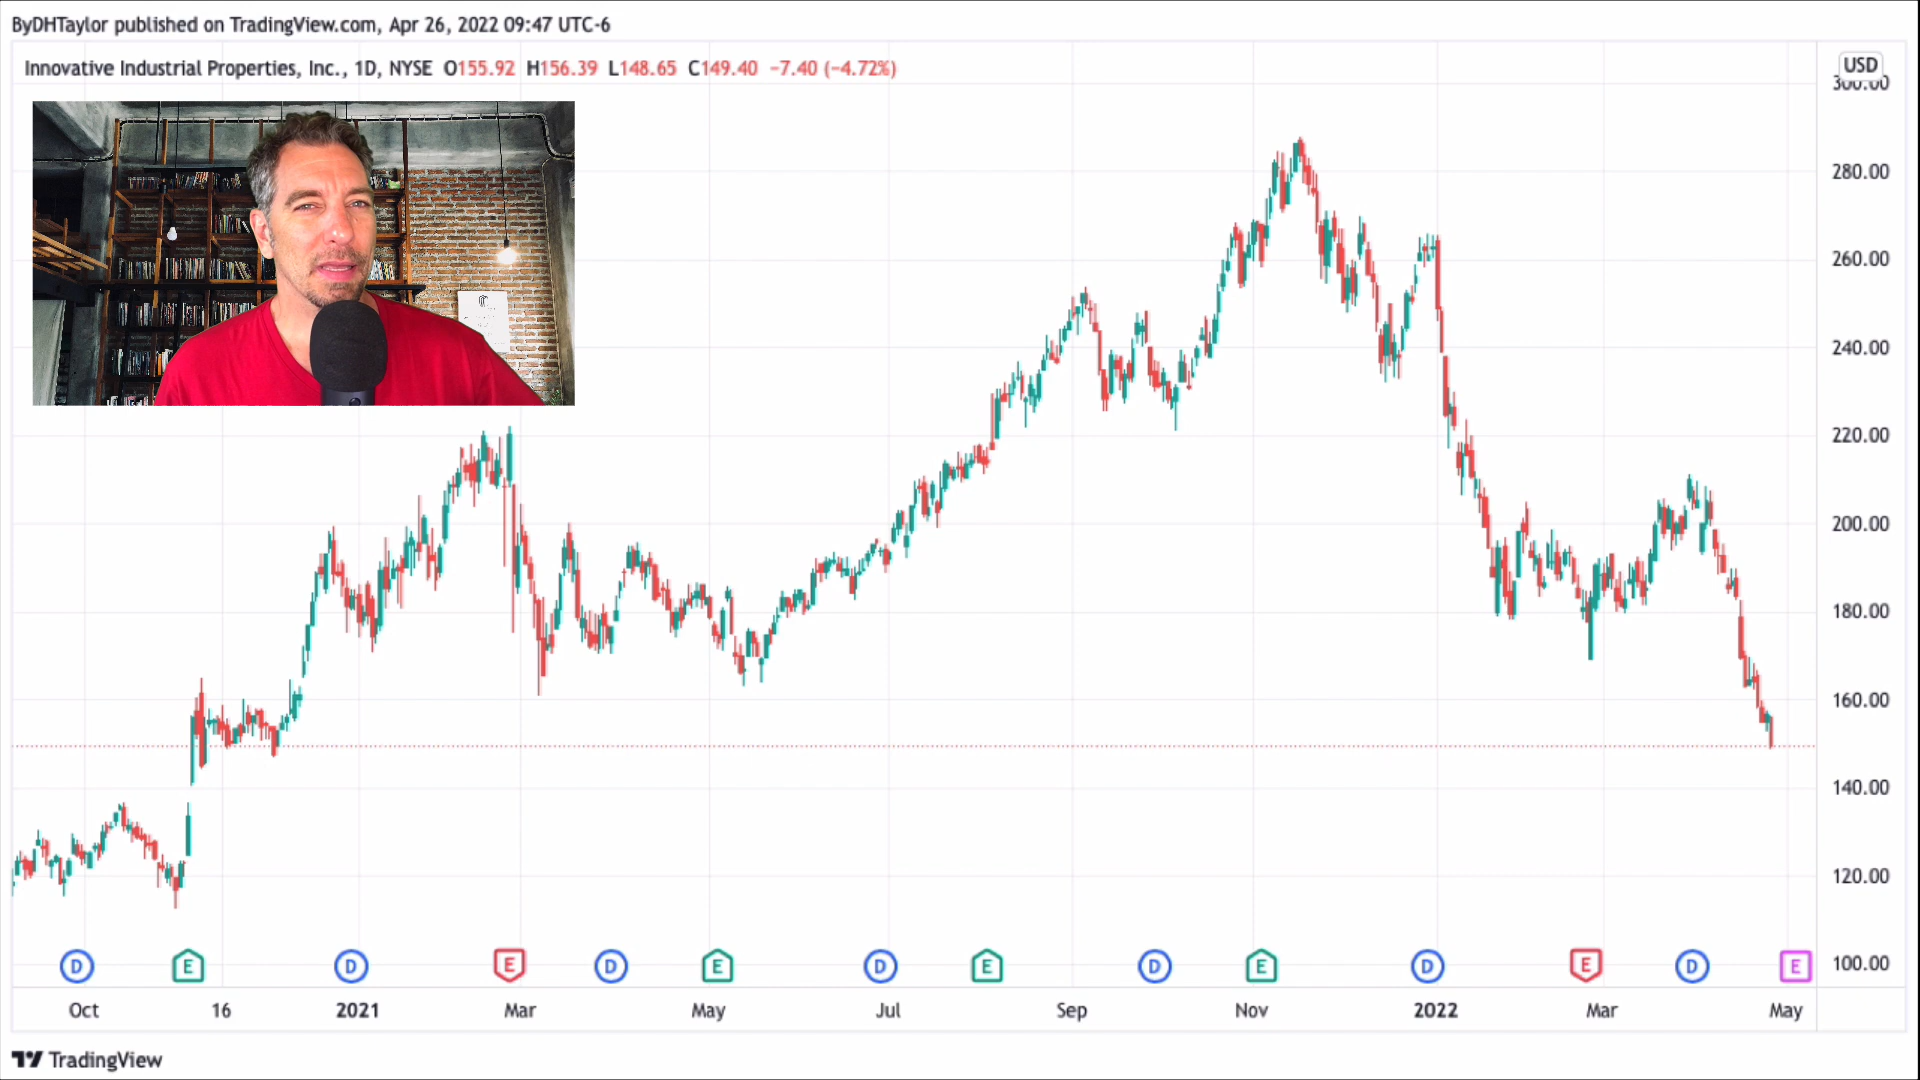 ByDHTaylor published on TradingView.com, Apr 26, 2022 09:47 UTC-6
Innovative Industrial Properties, Inc., 1D, NYSE O155.92 H156.39 L148.65 C149.40 −7.40 (−4.72%)
USD
300.00
280.00
260.00
240.00
220.00
200.00
180.00
160.00
140.00
120.00
100.00
D E D E D E D E D E D E D E
Oct 16 2021 Mar May Jul Sep Nov 2022 Mar May
TradingView